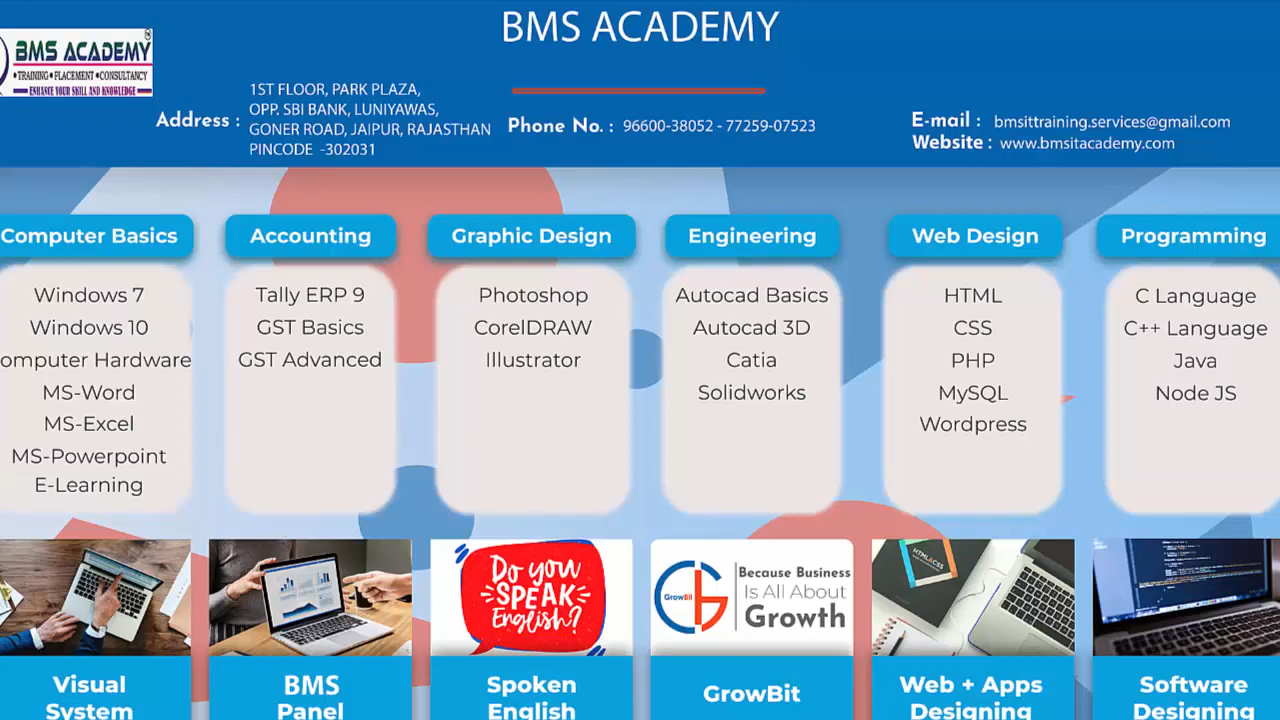 BMS ACADEMY
BMS ACADEMY
• TRAINING • PLACEMENT • CONSULTANCY
ENHANCE YOUR SKILL AND KNOWLEDGE
Address :
1ST FLOOR, PARK PLAZA,
OPP. SBI BANK, LUNIYAWAS,
GONER ROAD, JAIPUR, RAJASTHAN
PINCODE -302031
Phone No. : 96600-38052 - 77259-07523
E-mail : bmsittraining.services@gmail.com
Website : www.bmsitacademy.com
Computer Basics
Windows 7
Windows 10
omputer Hardware
MS-Word
MS-Excel
MS-Powerpoint
E-Learning
Accounting
Tally ERP 9
GST Basics
GST Advanced
Graphic Design
Photoshop
CorelDRAW
Illustrator
Engineering
Autocad Basics
Autocad 3D
Catia
Solidworks
Web Design
HTML
CSS
PHP
MySQL
Wordpress
Programming
C Language
C++ Language
Java
Node JS
Visual
System
BMS
Panel
Do you
SPEAK
English?
Spoken
English
GrowBit
Because Business
Is All About
Growth
GrowBit
HTML&CSS
Web + Apps
Designing
Software
Designing